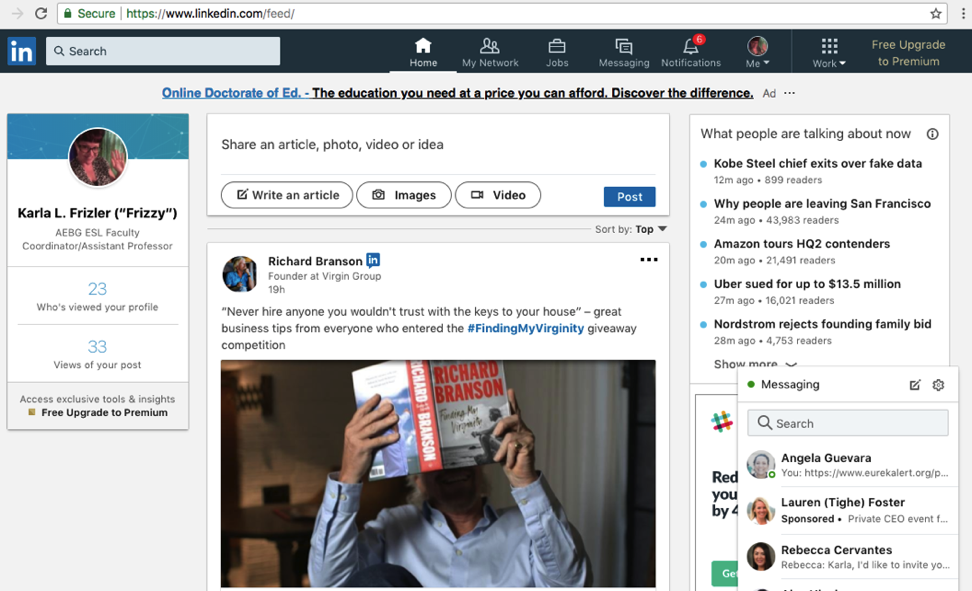 Secure https://www.linkedin.com/feed/
in
Search
Home
My Network
Jobs
Messaging
6
Notifications
Me
Work
Free Upgrade
to Premium
Online Doctorate of Ed. - The education you need at a price you can afford. Discover the difference. Ad ...
Karla L. Frizler (“Frizzy”)
AEBG ESL Faculty
Coordinator/Assistant Professor
23
Who's viewed your profile
33
Views of your post
Access exclusive tools & insights
Free Upgrade to Premium
Share an article, photo, video or idea
Write an article
Images
Video
Post
Sort by: Top
Richard Branson in
Founder at Virgin Group
19h
“Never hire anyone you wouldn't trust with the keys to your house” – great
business tips from everyone who entered the #FindingMyVirginity giveaway
competition
RICHARD BRANSON
RICHARD
BRANSON
Finding My
Virginity
What people are talking about now
Kobe Steel chief exits over fake data
12m ago • 899 readers
Why people are leaving San Francisco
24m ago • 43,983 readers
Amazon tours HQ2 contenders
20m ago • 21,491 readers
Uber sued for up to $13.5 million
27m ago • 16,021 readers
Nordstrom rejects founding family bid
28m ago • 4,753 readers
Show more
Red
you
by 4
Get
Messaging
Search
Angela Guevara
You: https://www.eurekalert.org/p...
Lauren (Tighe) Foster
Sponsored • Private CEO event f...
Rebecca Cervantes
Rebecca: Karla, I'd like to invite yo...